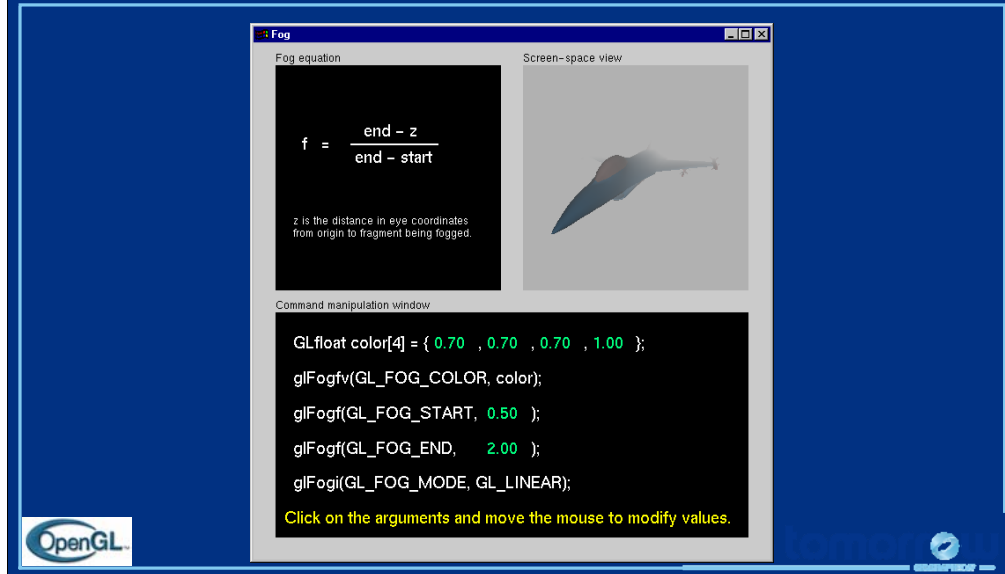 Fog
Fog equation
Screen-space view
f = end - z
end - start
z is the distance in eye coordinates
from origin to fragment being fogged.
Command manipulation window
GLfloat color[4] = { 0.70 , 0.70 , 0.70 , 1.00 };
glFogfv(GL_FOG_COLOR, color);
glFogf(GL_FOG_START, 0.50 );
glFogf(GL_FOG_END, 2.00 );
glFogi(GL_FOG_MODE, GL_LINEAR);
Click on the arguments and move the mouse to modify values.
OpenGL